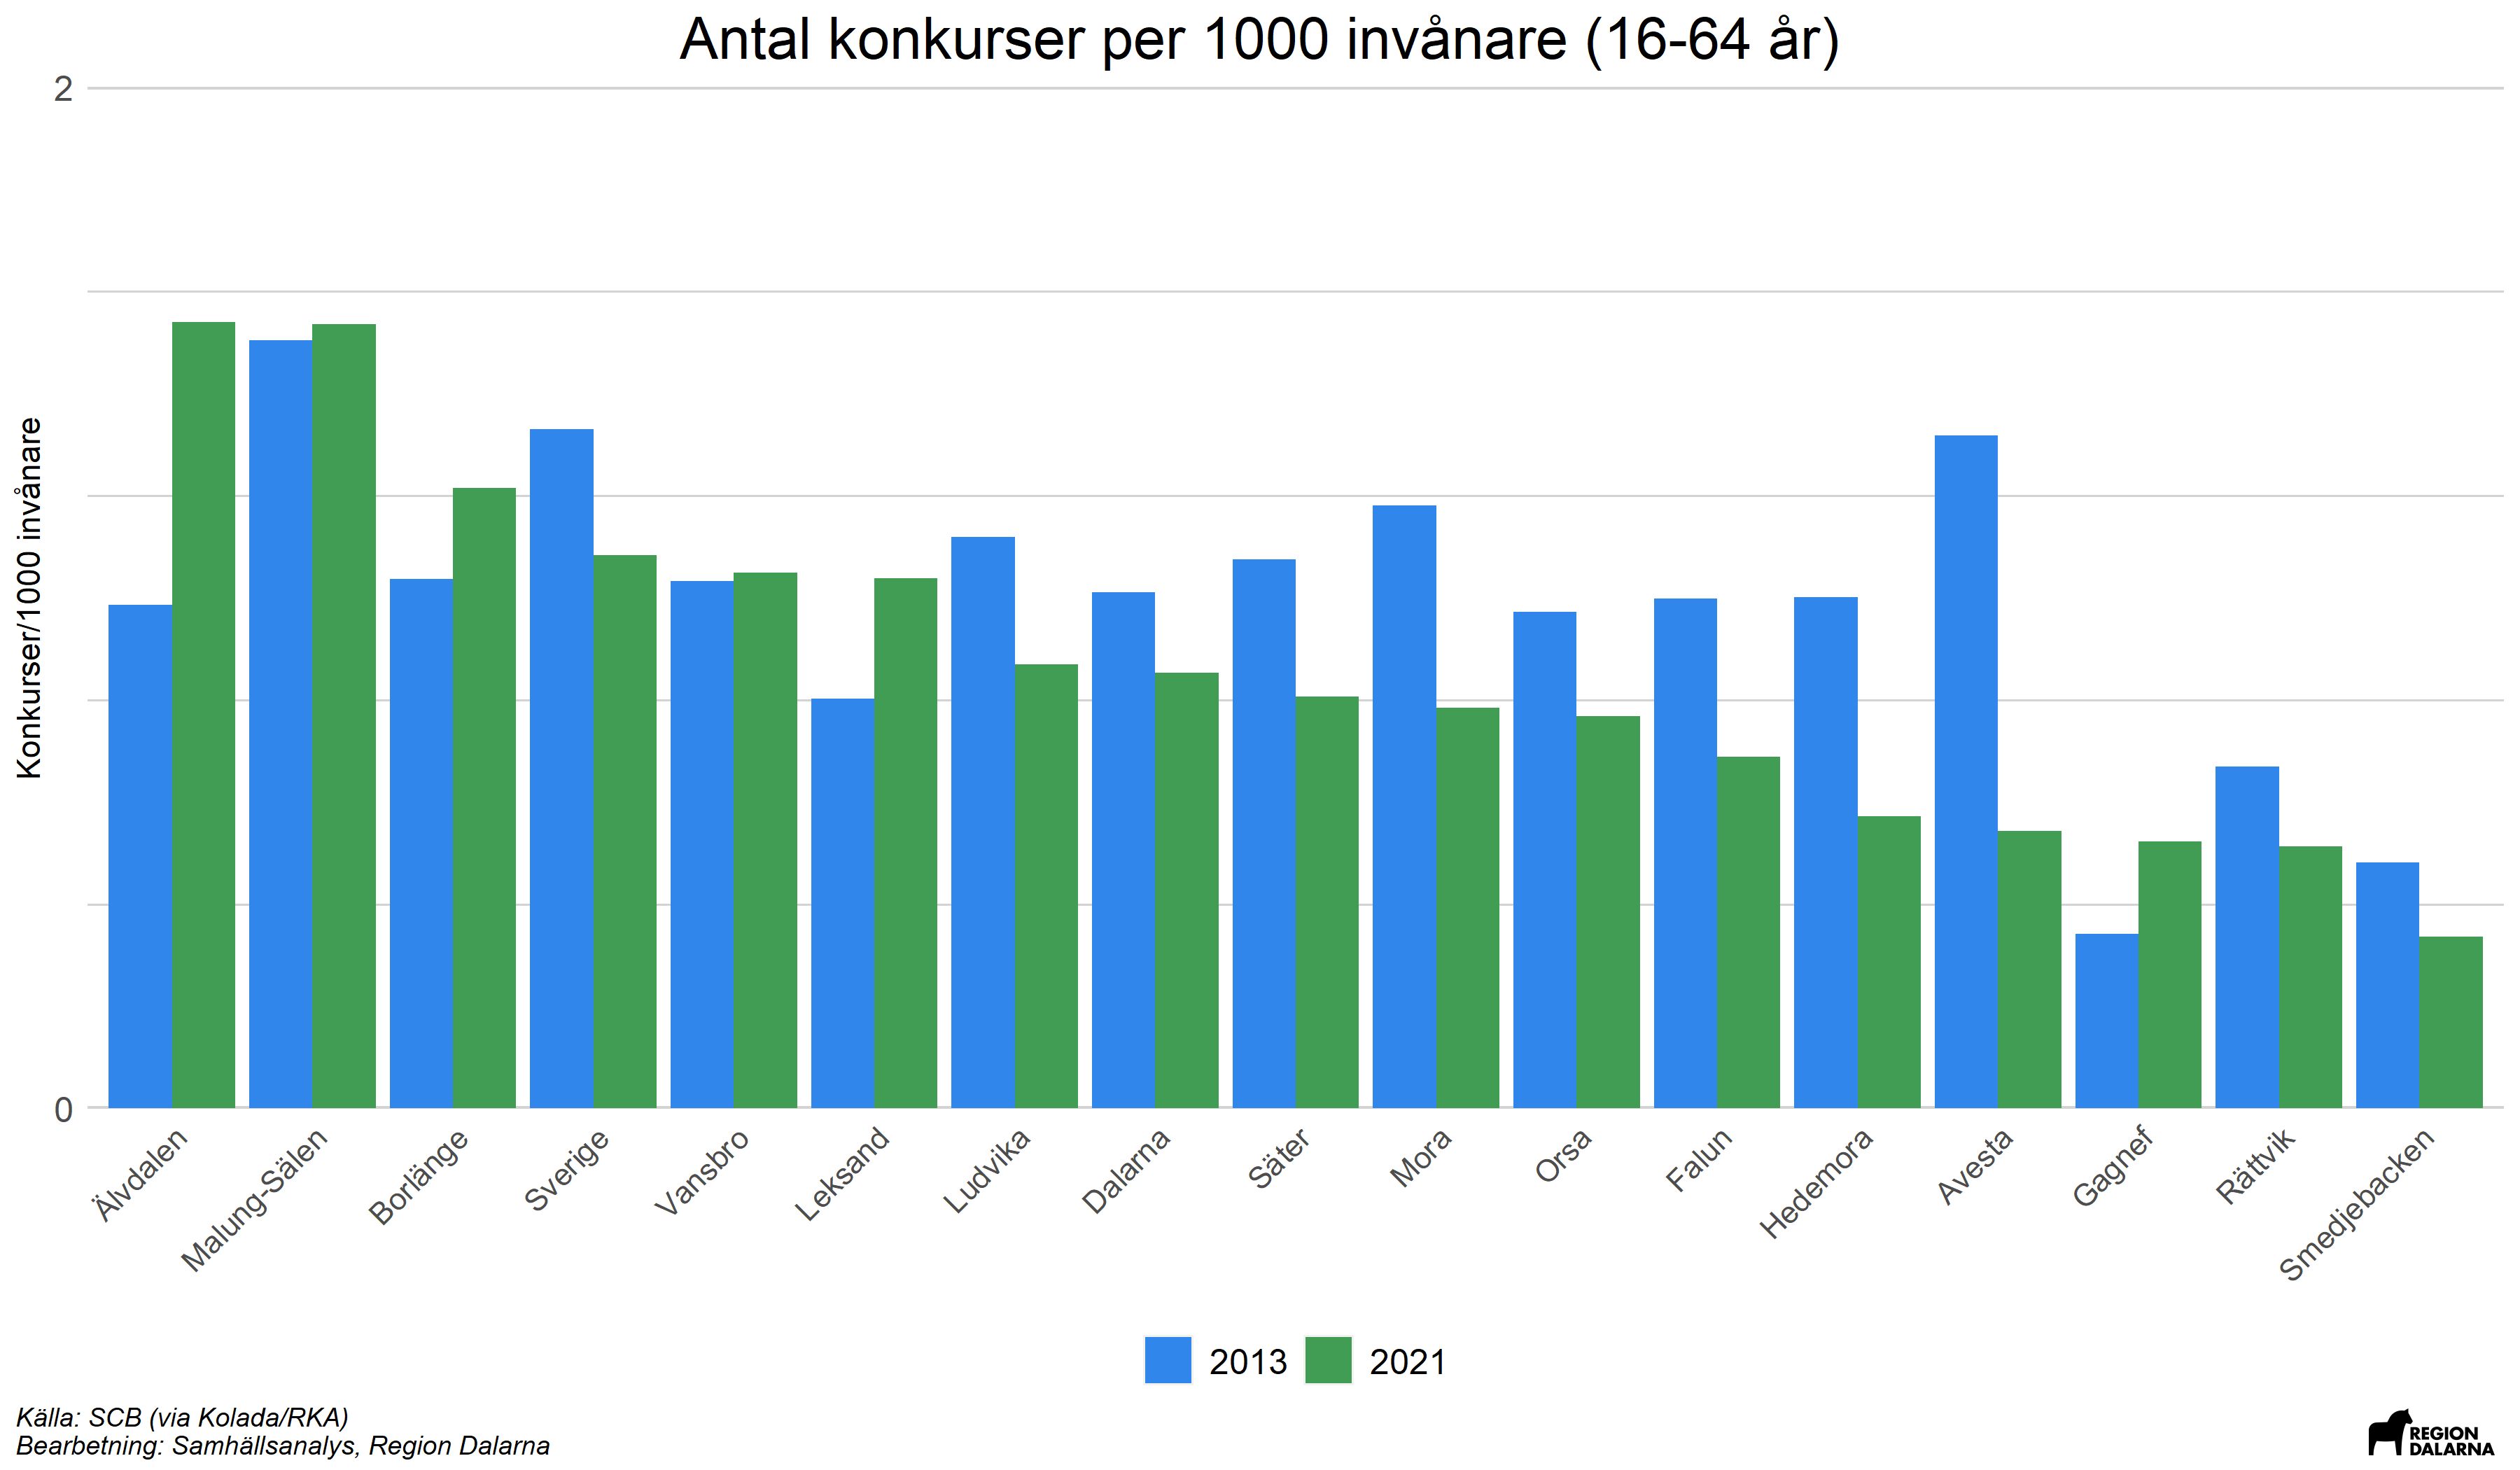 Antal konkurser per 1000 invånare (16-64 år)
2
Konkurser/1000 invånare
0
Älvdalen
Malung-Sälen
Borlänge
Sverige
Vansbro
Leksand
Ludvika
Dalarna
Säter
Mora
Orsa
Falun
Hedemora
Avesta
Gagnef
Rättvik
Smedjebacken
2013
2021
Källa: SCB (via Kolada/RKA)
Bearbetning: Samhällsanalys, Region Dalarna
REGION
DALARNA